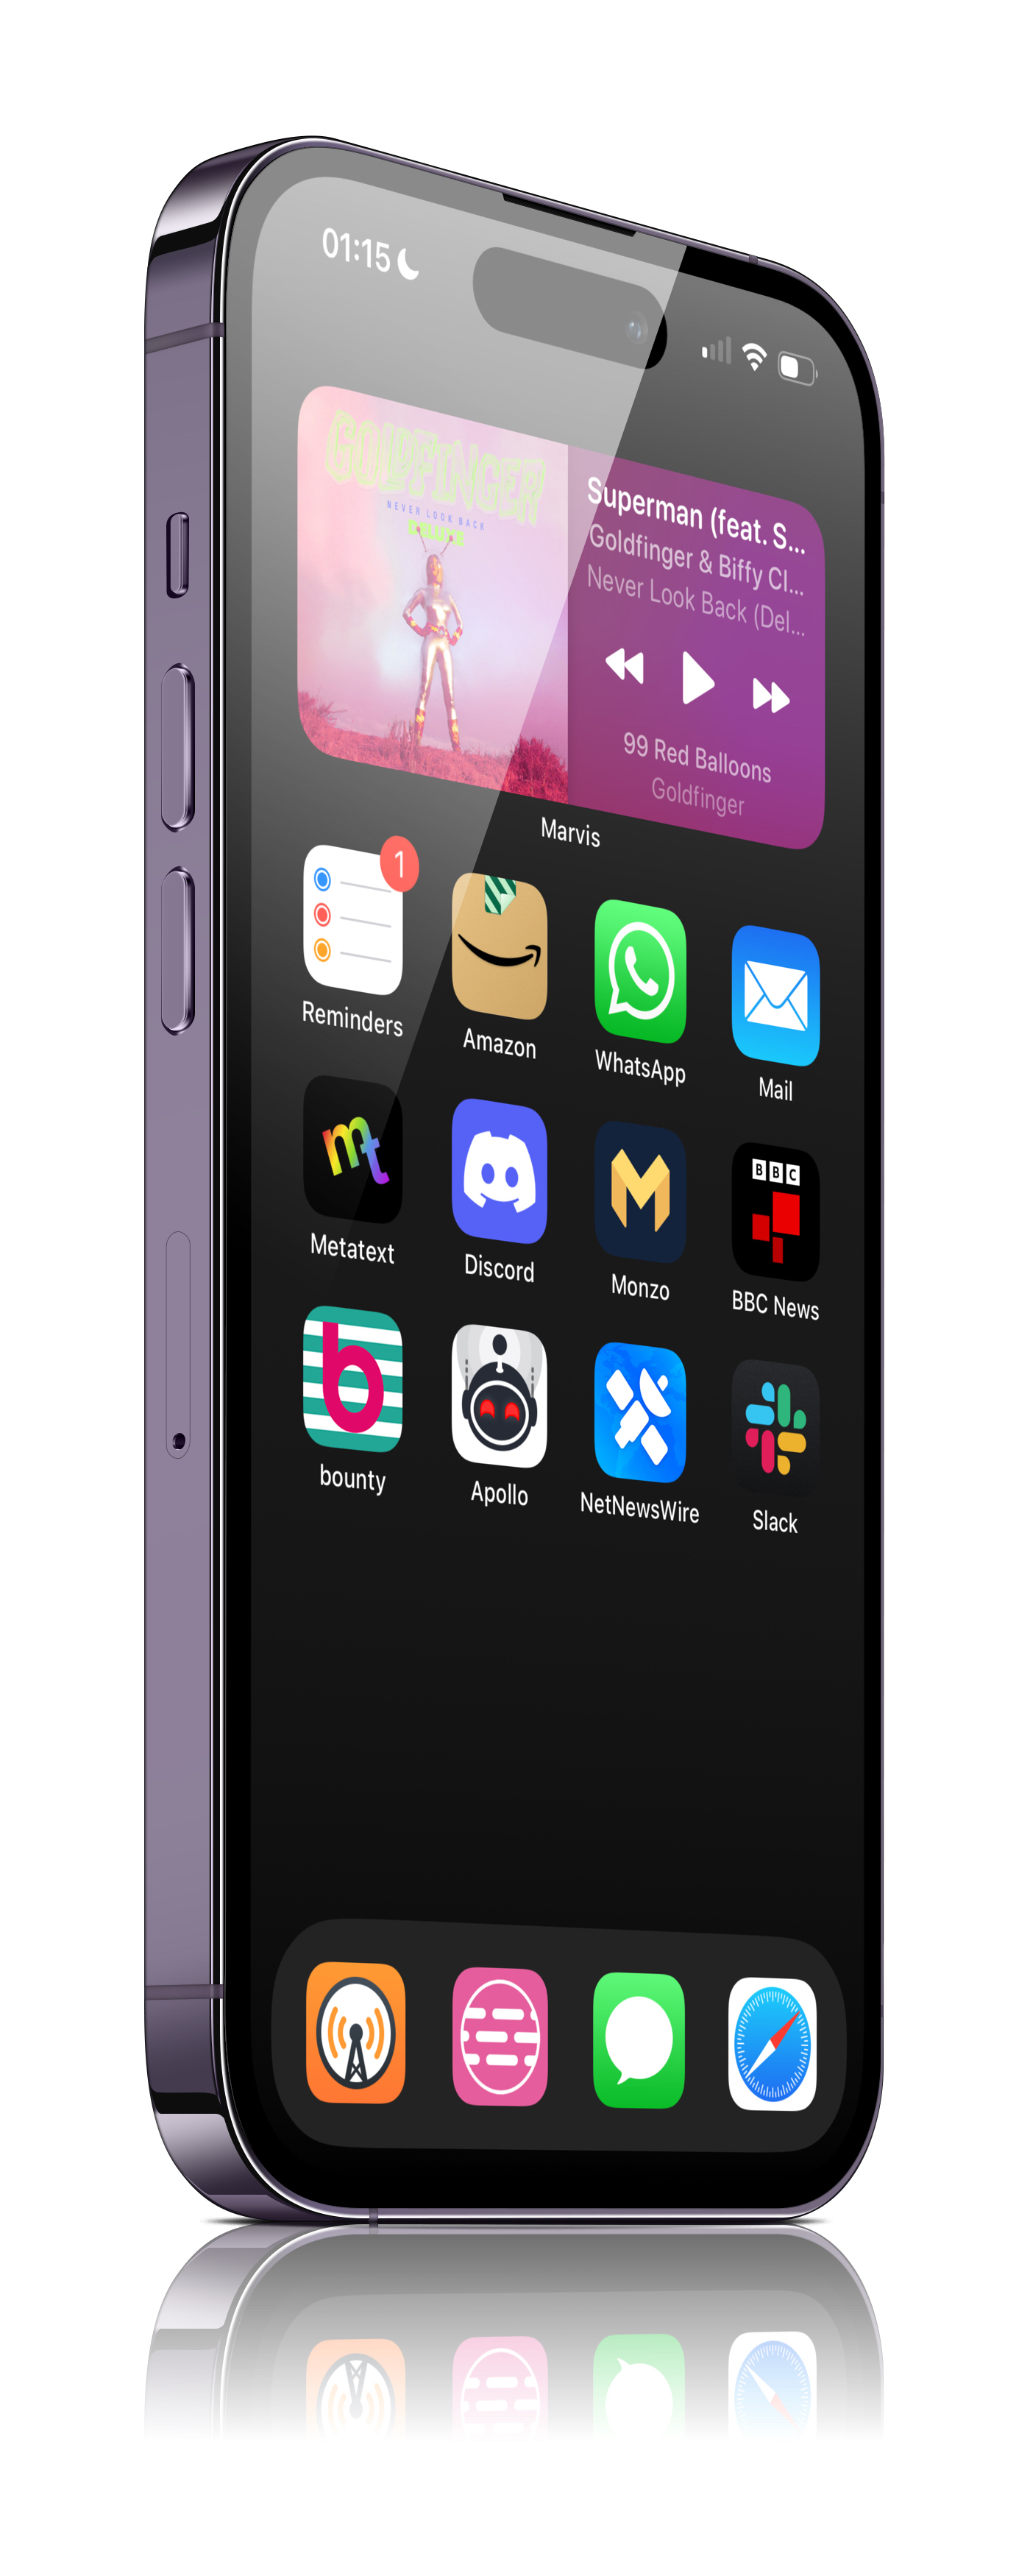 01:15
GOLDFINGER
NEVER LOOK BACK
DELUXE
Superman (feat. S...
Goldfinger & Biffy Cl...
Never Look Back (Del...
99 Red Balloons
Goldfinger
Marvis
1
Reminders
Amazon
WhatsApp
Mail
mt
BBC
Metatext
Discord
Monzo
BBC News
b
bounty
Apollo
NetNewsWire
Slack